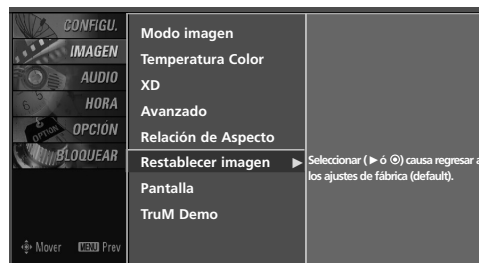 CONFIGU.
IMAGEN
AUDIO
HORA
OPCIÓN
BLOQUEAR
Mover MENU Prev
Modo imagen
Temperatura Color
XD
Avanzado
Relación de Aspecto
Restablecer imagen ▶
Pantalla
TruM Demo
Seleccionar ( ▶ ó ⊙) causa regresar a
los ajustes de fábrica (default).